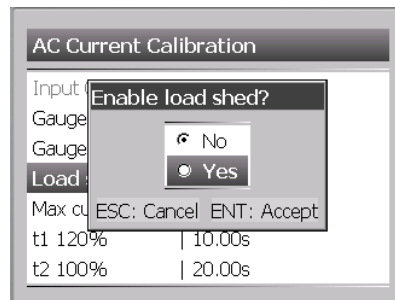 AC Current Calibration
Input
Enable load shed?
Gauge
No
Gauge
Yes
Load
Max cu
ESC: Cancel ENT: Accept
t1 120% | 10.00s
t2 100% | 20.00s